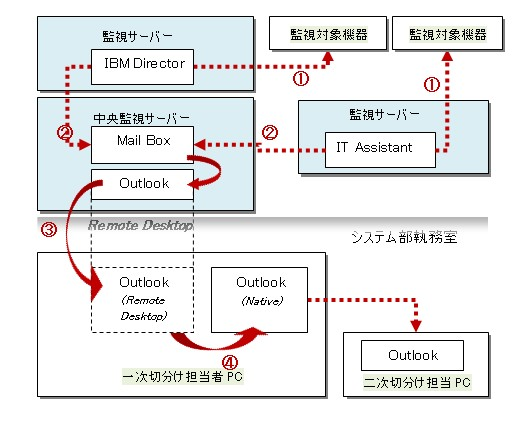 監視サーバー
IBM Director
監視対象機器
監視対象機器
①
①
中央監視サーバー
Mail Box
②
②
監視サーバー
IT Assistant
Outlook
Remote Desktop
③
システム部執務室
Outlook
(Remote
Desktop)
Outlook
(Native)
④
一次切分け担当者 PC
Outlook
二次切分け担当 PC